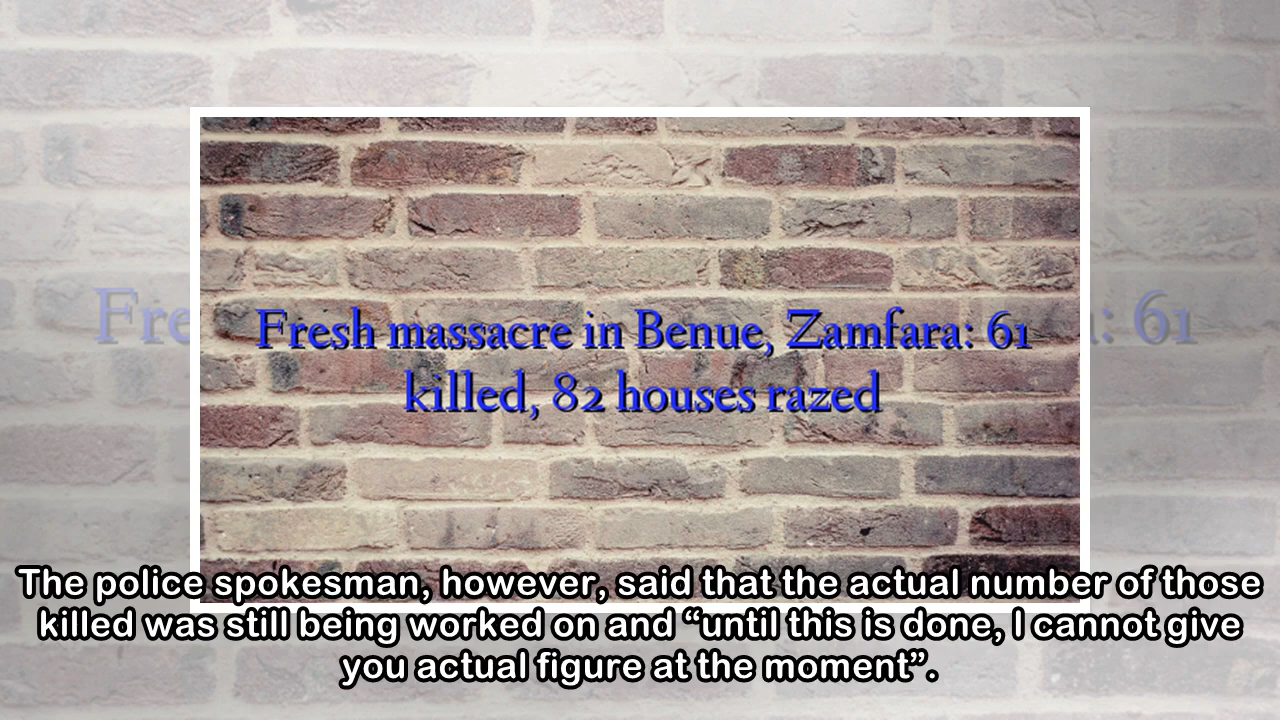 Fresh massacre in Benue, Zamfara: 61
killed, 82 houses razed
Fre
a: 61
The police spokesman, however, said that the actual number of those
killed was still being worked on and “until this is done, I cannot give
you actual figure at the moment”.